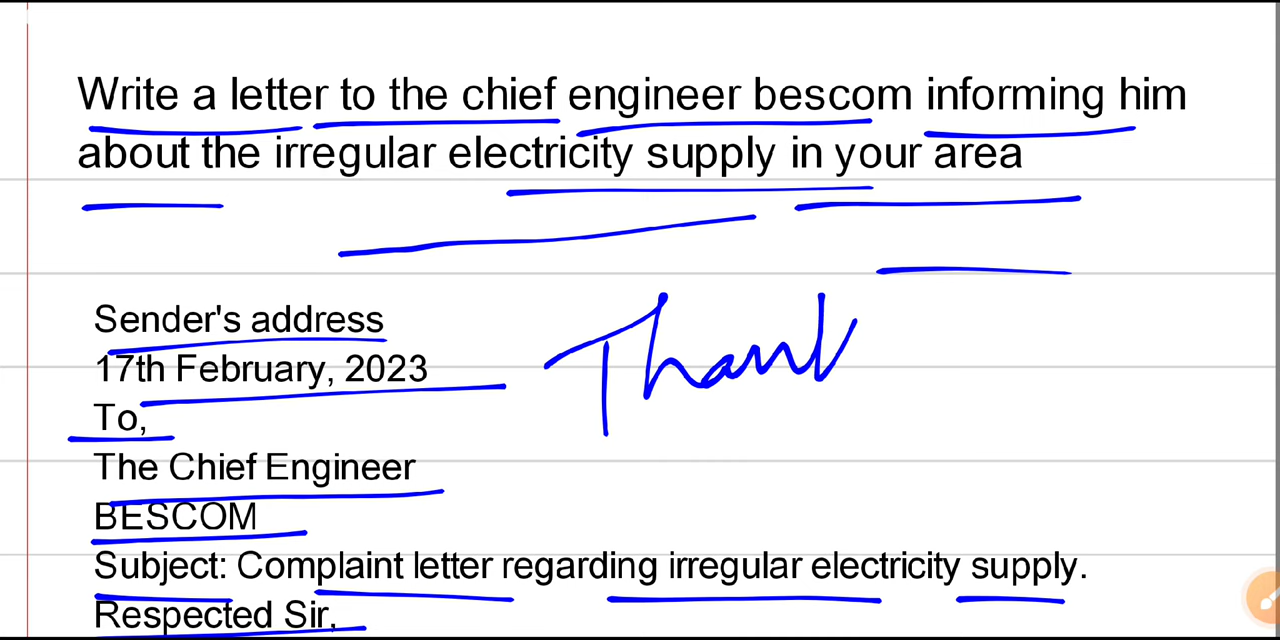 Write a letter to the chief engineer bescom informing him
about the irregular electricity supply in your area
Sender's address
17th February, 2023
Thank
To,
The Chief Engineer
BESCOM
Subject: Complaint letter regarding irregular electricity supply.
Respected Sir,